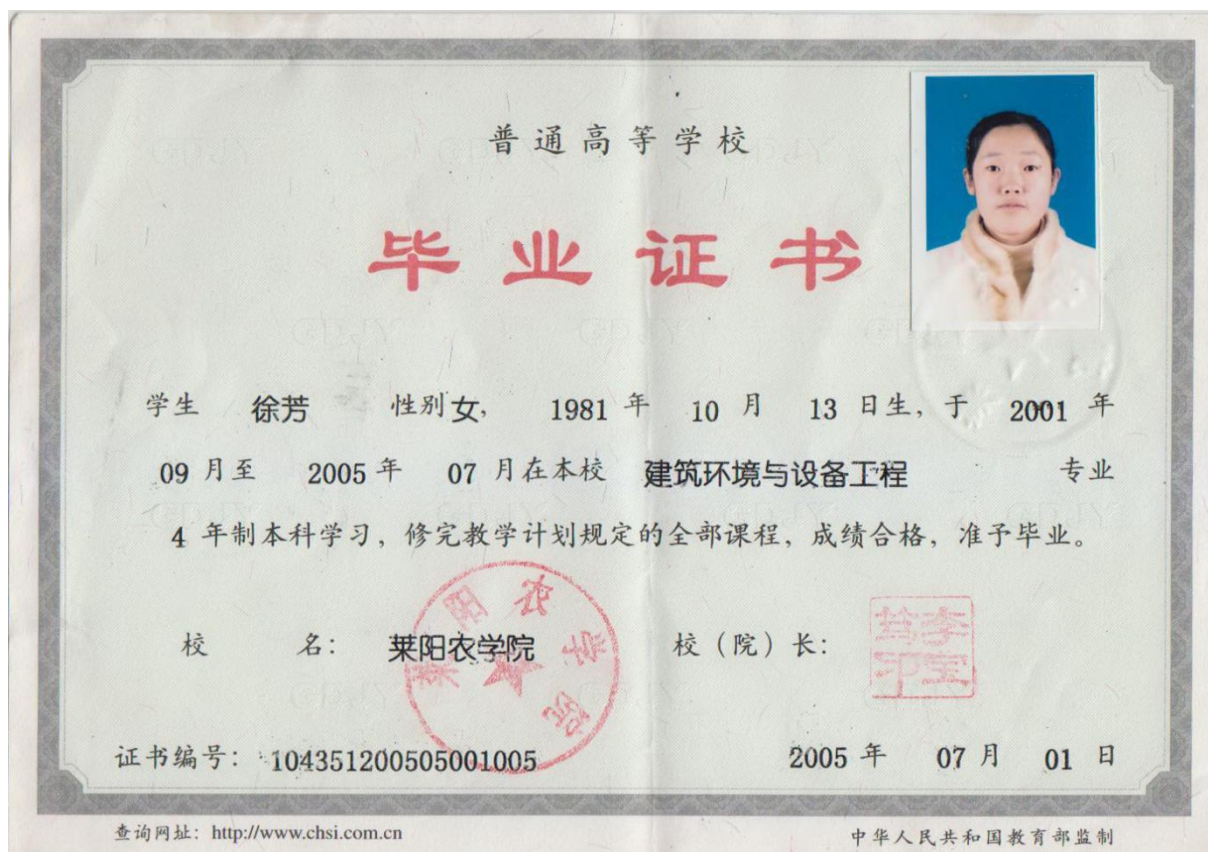 普通高等学校
毕业证书
学生 徐芳 性别 女, 1981 年 10 月 13 日生, 于 2001 年
09 月至 2005 年 07 月在本校 建筑环境与设备工程 专业
4 年制本科学习, 修完教学计划规定的全部课程, 成绩合格, 准予毕业。
莱阳农学院
校 名: 莱阳农学院 校(院)长:
证书编号: 104351200505001005 2005 年 07 月 01 日
查询网址: http://www.chsi.com.cn 中华人民共和国教育部监制